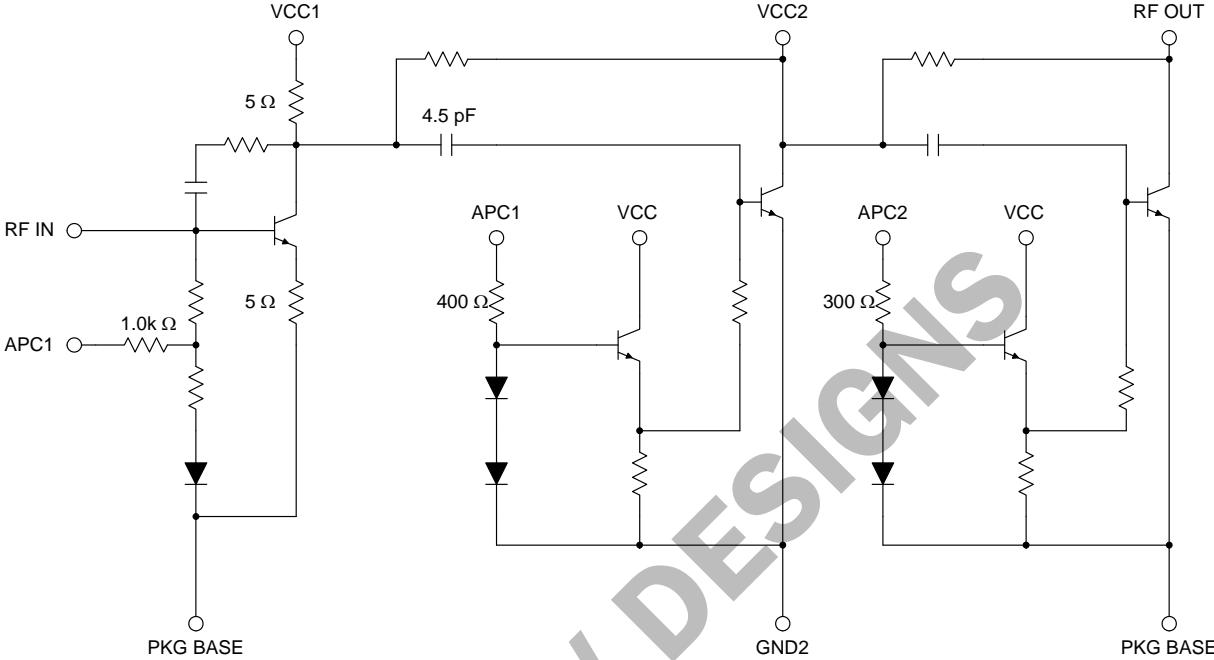 VCC1
VCC2
RF OUT
5 Ω
4.5 pF
RF IN
APC1
VCC
APC2
VCC
5 Ω
400 Ω
300 Ω
1.0k Ω
APC1
DESIGNS
PKG BASE
GND2
PKG BASE